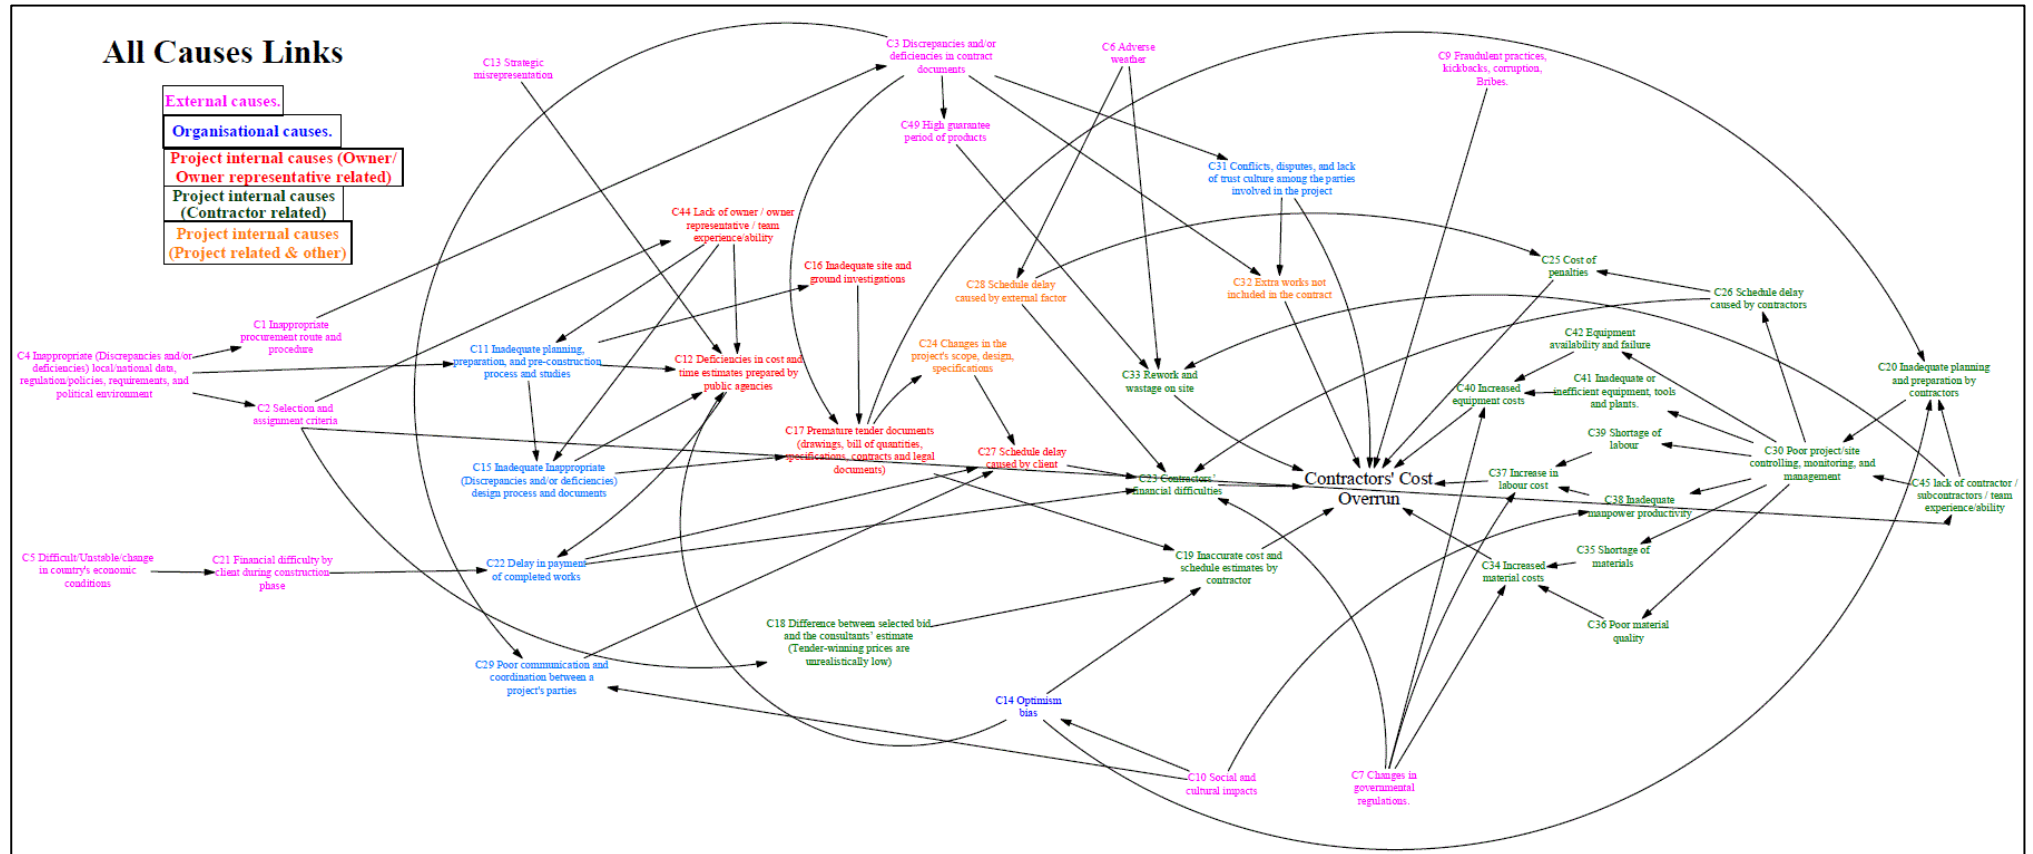 All Causes Links
External causes.
Organisational causes.
Project internal causes (Owner/
Owner representative related)
Project internal causes
(Contractor related)
Project internal causes
(Project related & other)
C13 Strategic
misrepresentation
C3 Discrepancies and/or
deficiencies in contract
documents
C6 Adverse
weather
C9 Fraudulent practices,
kickbacks, corruption,
Bribes.
C49 High guarantee
period of products
C31 Conflicts, disputes, and lack
of trust culture among the parties
involved in the project
C44 Lack of owner / owner
representative / team
experience/ability
C16 Inadequate site and
ground investigations
C28 Schedule delay
caused by external factor
C32 Extra works not
included in the contract
C25 Cost of
penalties
C26 Schedule delay
caused by contractors
C1 Inappropriate
procurement route and
procedure
C4 Inappropriate (Discrepancies and/or
deficiencies) local/national data,
regulation/policies, requirements, and
political environment
C2 Selection and
assignment criteria
C11 Inadequate planning,
preparation, and pre-construction
process and studies
C12 Deficiencies in cost and
time estimates prepared by
public agencies
C24 Changes in the
project's scope, design,
specifications
C33 Rework and
wastage on site
C42 Equipment
availability and failure
C40 Increased
equipment costs
C41 Inadequate or
inefficient equipment, tools
and plants.
C20 Inadequate planning
and preparation by
contractors
C17 Premature tender documents
(drawings, bill of quantities,
specifications, contracts and legal
documents)
C39 Shortage of
labour
C30 Poor project/site
controlling, monitoring, and
management
C15 Inadequate Inappropriate
(Discrepancies and/or deficiencies)
design process and documents
C27 Schedule delay
caused by client
C23 Contractors'
financial difficulties
Contractors' Cost
Overrun
C37 Increase in
labour cost
C38 Inadequate
manpower productivity
C45 lack of contractor /
subcontractors / team
experience/ability
C5 Difficult/Unstable/change
in country's economic
conditions
C21 Financial difficulty by
client during construction
phase
C22 Delay in payment
of completed works
C19 Inaccurate cost and
schedule estimates by
contractor
C35 Shortage of
materials
C34 Increased
material costs
C18 Difference between selected bid
and the consultants' estimate
(Tender-winning prices are
unrealistically low)
C36 Poor material
quality
C29 Poor communication and
coordination between a
project's parties
C14 Optimism
bias
C10 Social and
cultural impacts
C7 Changes in
governmental
regulations.